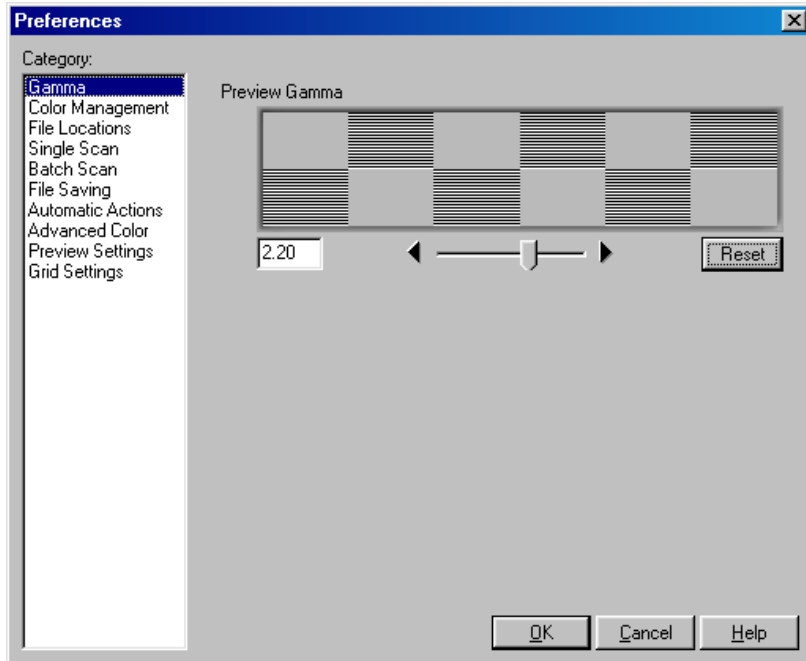 Preferences
Category:
Gamma
Color Management
File Locations
Single Scan
Batch Scan
File Saving
Automatic Actions
Advanced Color
Preview Settings
Grid Settings
Preview Gamma
2.20
Reset
OK
Cancel
Help